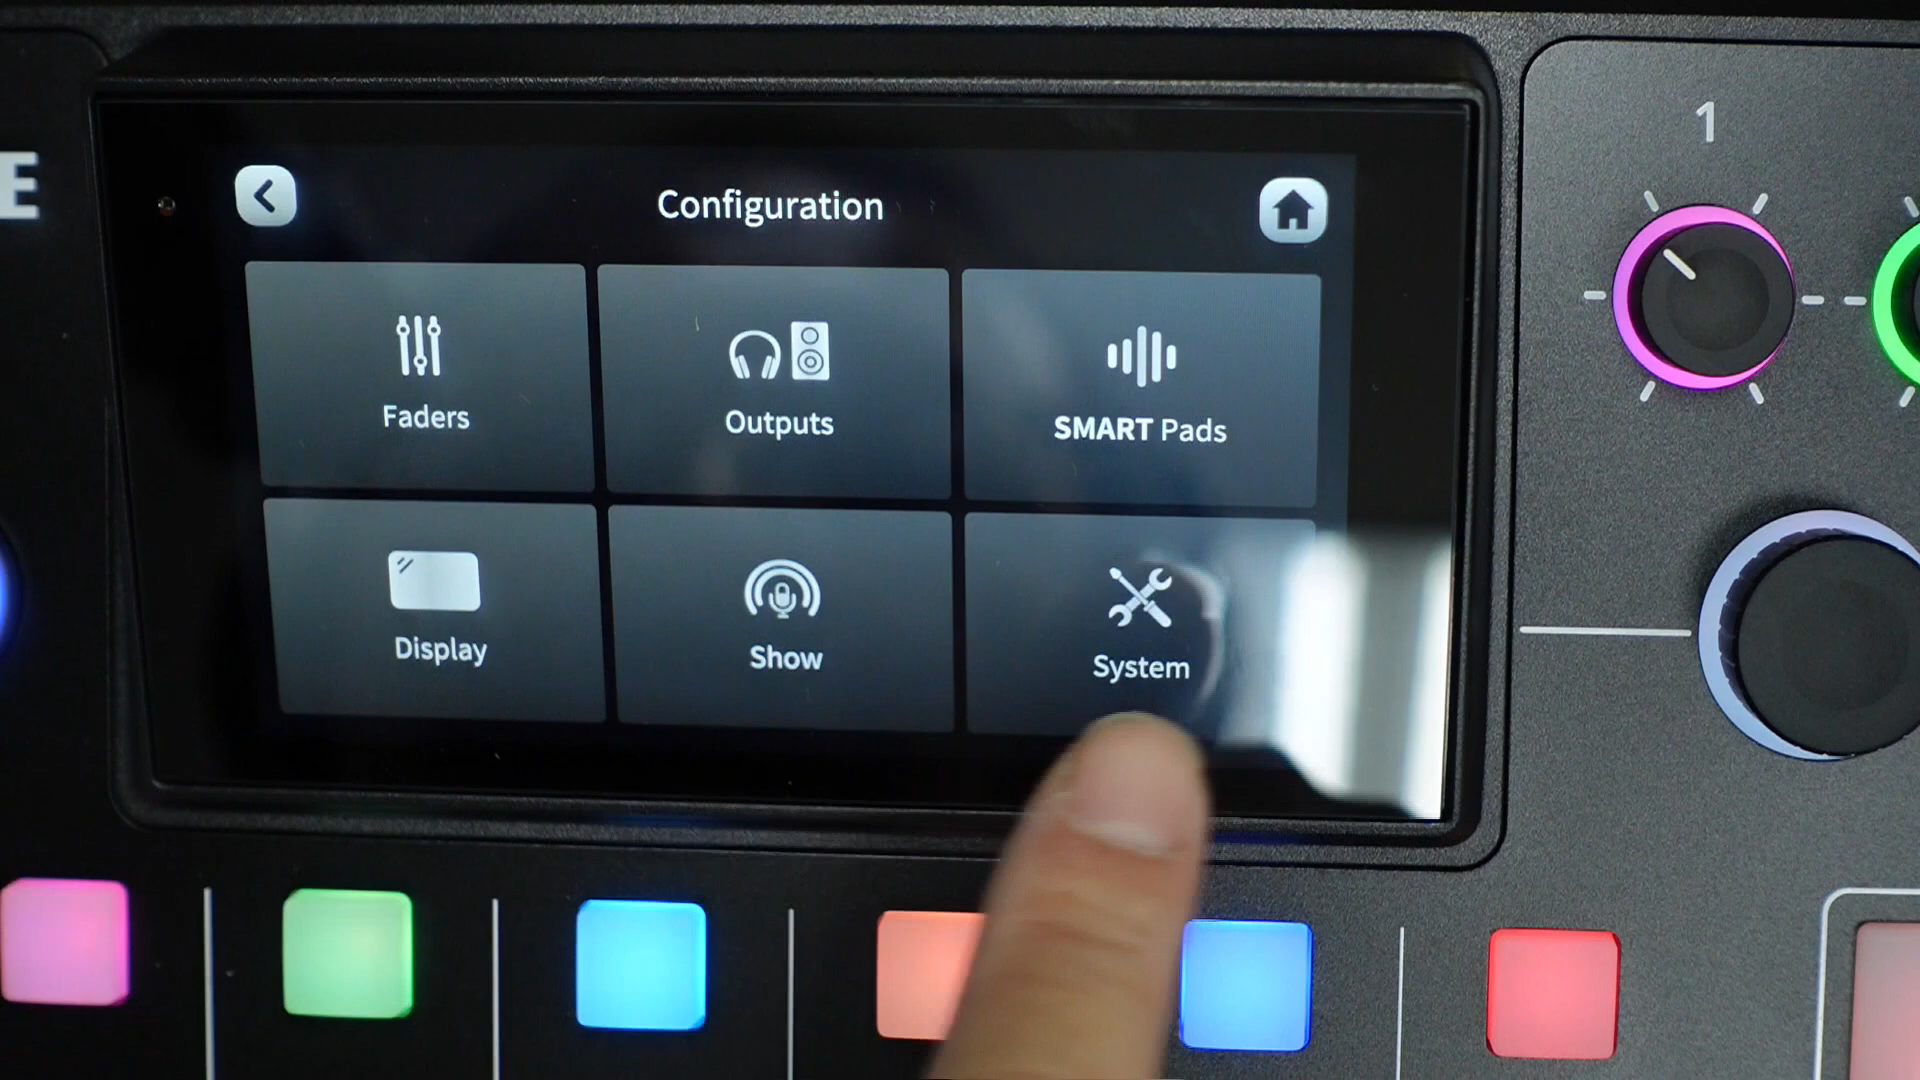 E
1
Configuration
Faders
Outputs
SMART Pads
Display
Show
System